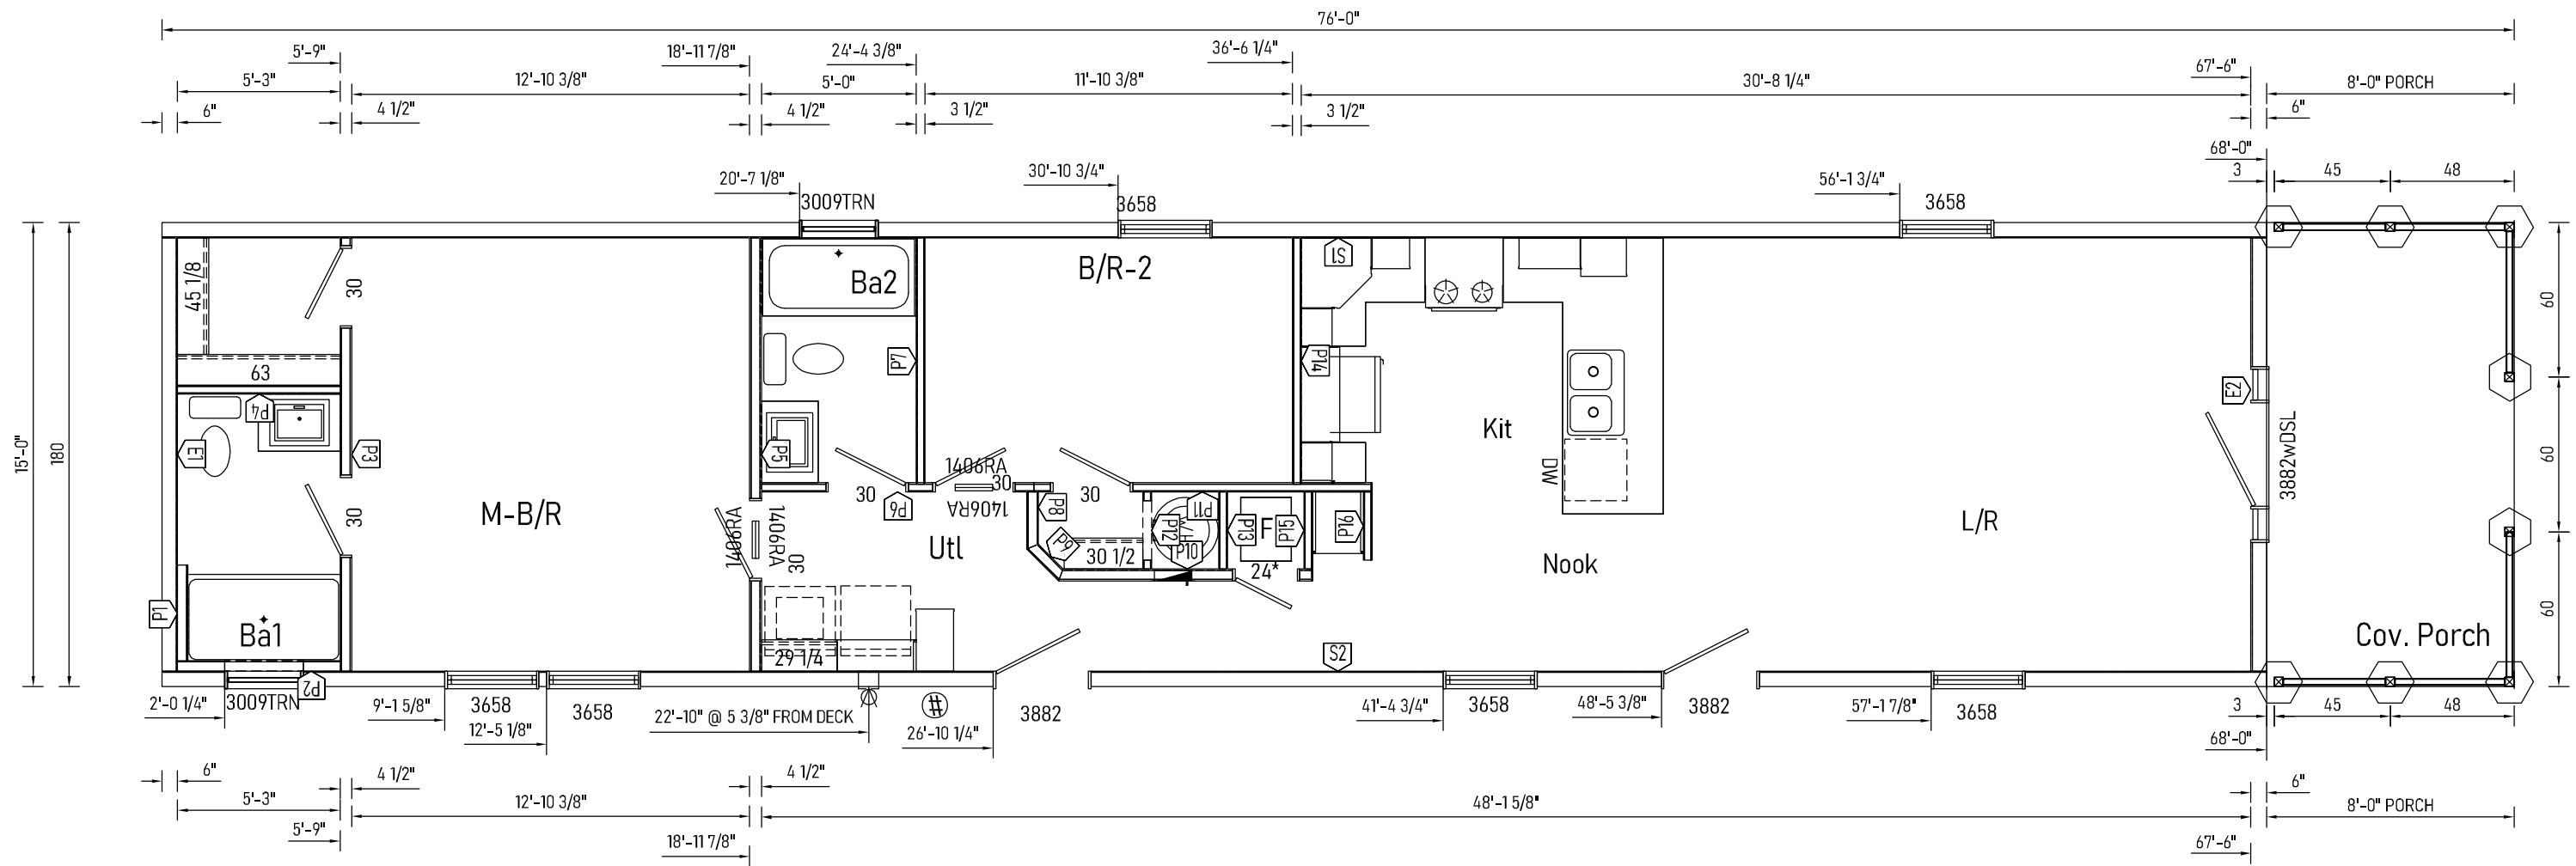 76'-0"
5'-9"
18'-11 7/8"
24'-4 3/8"
36'-6 1/4"
67'-6"
5'-3"
12'-10 3/8"
5'-0"
11'-10 3/8"
30'-8 1/4"
8'-0" PORCH
6"
4 1/2"
4 1/2"
3 1/2"
3 1/2"
6"
68'-0"
20'-7 1/8"
30'-10 3/4"
56'-1 3/4"
3
45
48
3009TRN
3658
3658
15'-0"
180
45 1/8
30
63
Ba2
B/R-2
S1
P7
P14
E2
60
P4
E1
P3
P5
Kit
DW
3882wDSL
60
30
M-B/R
1406RA
1406RA
30
30
P6
1406RA
30
1406RA
30
P8
P9
30 1/2
P12
P11
W/H
P10
P13
F
P15
24*
P16
Utl
Nook
L/R
60
P1
Ba1
29 1/4
S2
Cov. Porch
P2
2'-0 1/4"
3009TRN
9'-1 5/8"
3658
12'-5 1/8"
3658
22'-10" @ 5 3/8" FROM DECK
#
26'-10 1/4"
3882
41'-4 3/4"
3658
48'-5 3/8"
3882
57'-1 7/8"
3658
3
45
48
68'-0"
6"
4 1/2"
4 1/2"
6"
5'-3"
12'-10 3/8"
48'-1 5/8"
8'-0" PORCH
5'-9"
18'-11 7/8"
67'-6"